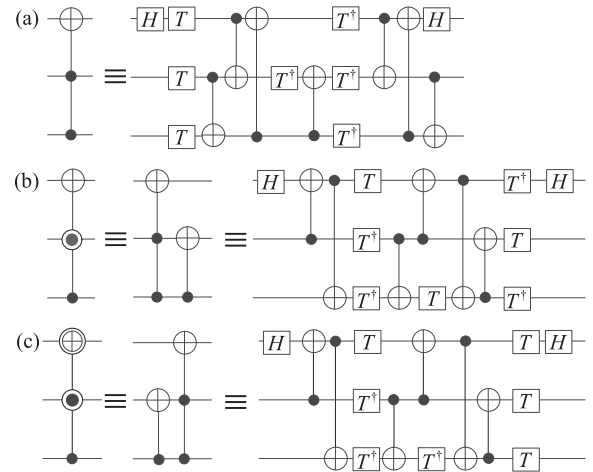 (a) H T T† H
T T† T†
T T†
(b) H T T† H
T† T
T† T T†
(c) H T T H
T† T
T† T† T